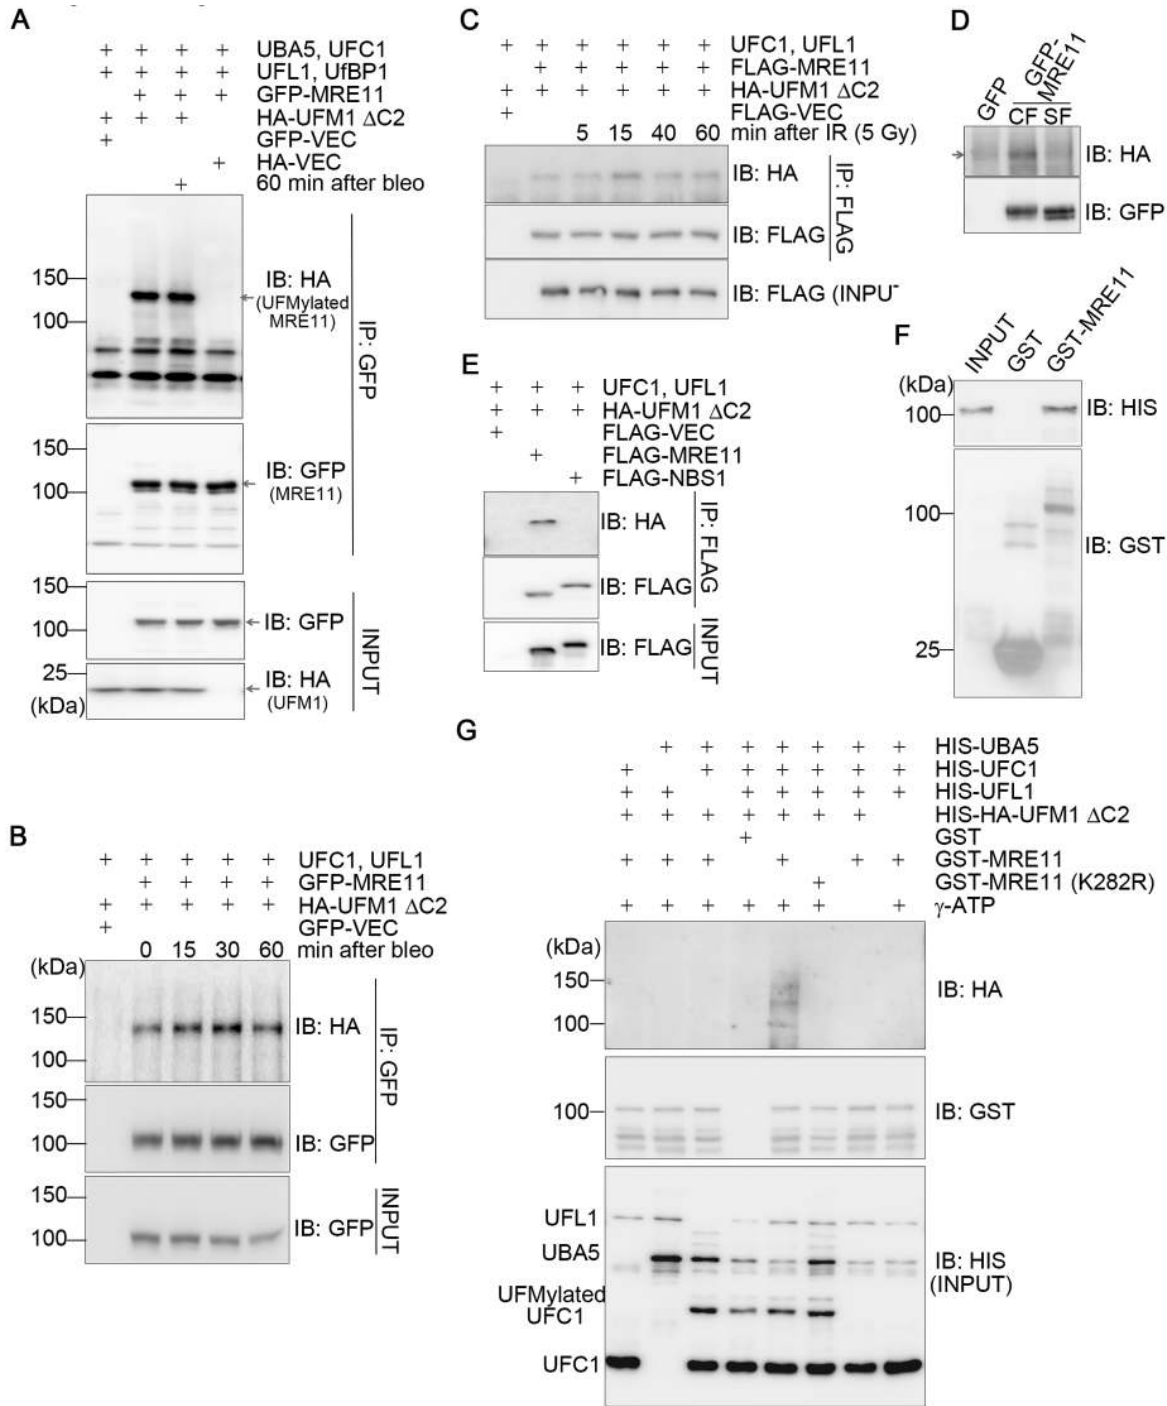 A
+ + + + UBA5, UFC1
+ + + + UFL1, UfBP1
+ + + GFP-MRE11
+ + + HA-UFM1 ΔC2
+ GFP-VEC
+ HA-VEC
+ 60 min after bleo
150
100
IB: HA
(UFMylated
MRE11)
150
100
IB: GFP
(MRE11)
IP: GFP
150
100
IB: GFP
25
(kDa)
IB: HA
(UFM1)
INPUT
B
+ + + + + UFC1, UFL1
+ + + + GFP-MRE11
+ + + + + HA-UFM1 ΔC2
+ GFP-VEC
0 15 30 60 min after bleo
(kDa)
150
100
IB: HA
150
100
IB: GFP
IP: GFP
150
100
IB: GFP
INPUT
C
+ + + + + + UFC1, UFL1
+ + + + + FLAG-MRE11
+ + + + + + HA-UFM1 ΔC2
+ FLAG-VEC
5 15 40 60 min after IR (5 Gy)
IB: HA
IB: FLAG
IP: FLAG
IB: FLAG (INPU
D
GFP
GFP-
MRE11
CF SF
IB: HA
IB: GFP
E
+ + + UFC1, UFL1
+ + + HA-UFM1 ΔC2
+ FLAG-VEC
+ FLAG-MRE11
+ FLAG-NBS1
IB: HA
IB: FLAG
IP: FLAG
IB: FLAG
INPUT
F
INPUT
GST
GST-MRE11
(kDa)
100
IB: HIS
100
25
IB: GST
G
+ + + + + + + HIS-UBA5
+ + + + + + + HIS-UFC1
+ + + + + + + HIS-UFL1
+ + + + + + + HIS-HA-UFM1 ΔC2
+ GST
+ + + + + + GST-MRE11
+ GST-MRE11 (K282R)
+ + + + + + + γ-ATP
(kDa)
150
100
IB: HA
100
IB: GST
UFL1
UBA5
UFMylated
UFC1
UFC1
IB: HIS
(INPUT)